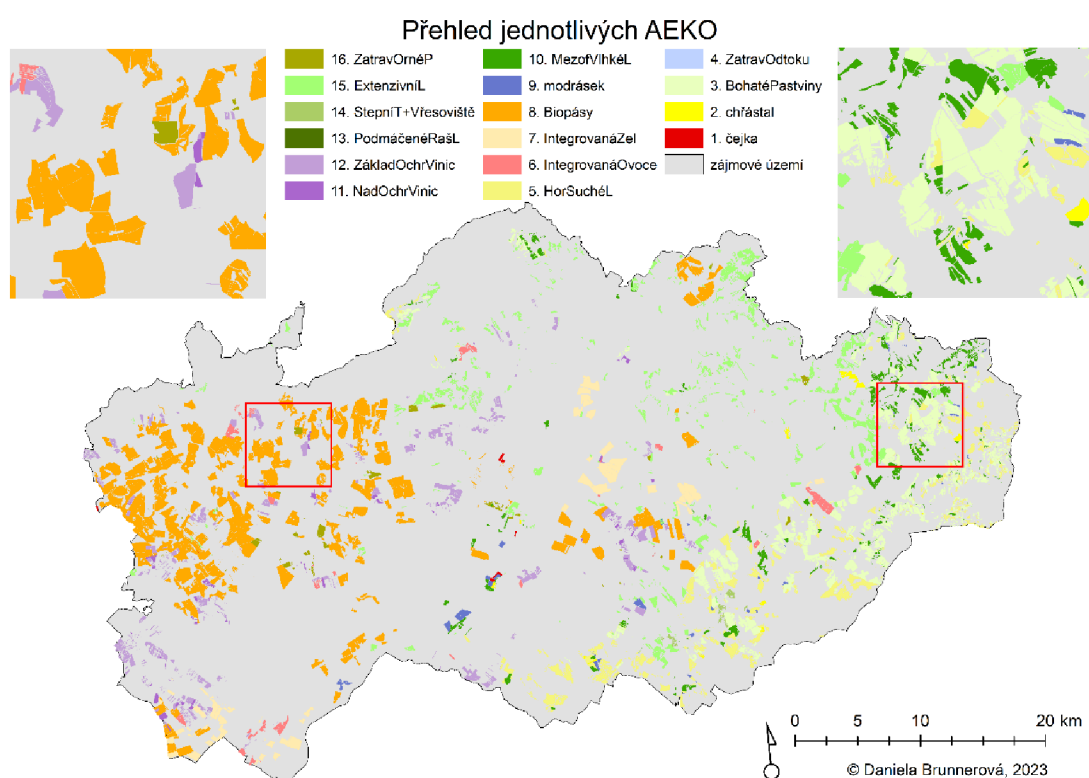 Přehled jednotlivých AEKO
16. ZatravOrnéP
15. ExtenzivníL
14. StepníT+Vřesoviště
13. PodmáčenéRašL
12. ZákladOchrVinic
11. NadOchrVinic
10. MezofVlhkéL
9. modrásek
8. Biopásy
7. IntegrovanáZel
6. IntegrovanáOvoce
5. HorSuchéL
4. ZatravOdtoku
3. BohatéPastviny
2. chřástal
1. čejka
zájmové území
0 5 10 20 km
© Daniela Brunnerová, 2023